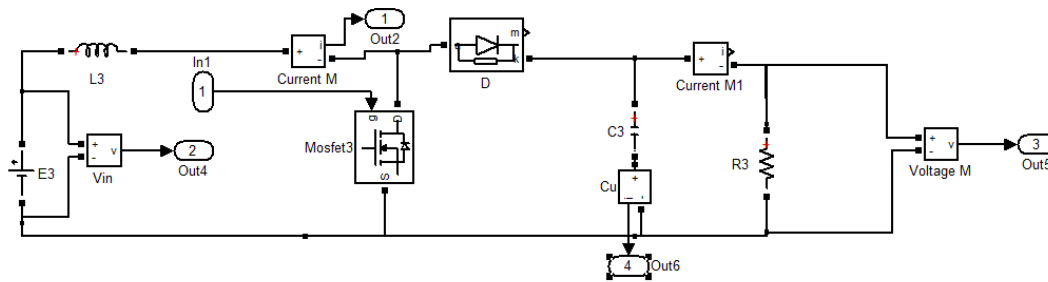 1
Out2
L3
In1
1
+
-
i
Current M
g
D
S
Mosfet3
a
m
k
D
+
-
i
Current M1
C3
E3
+
-
v
Vin
2
Out4
Cu
+
-
i
4
Out6
R3
+
-
v
Voltage M
3
Out5